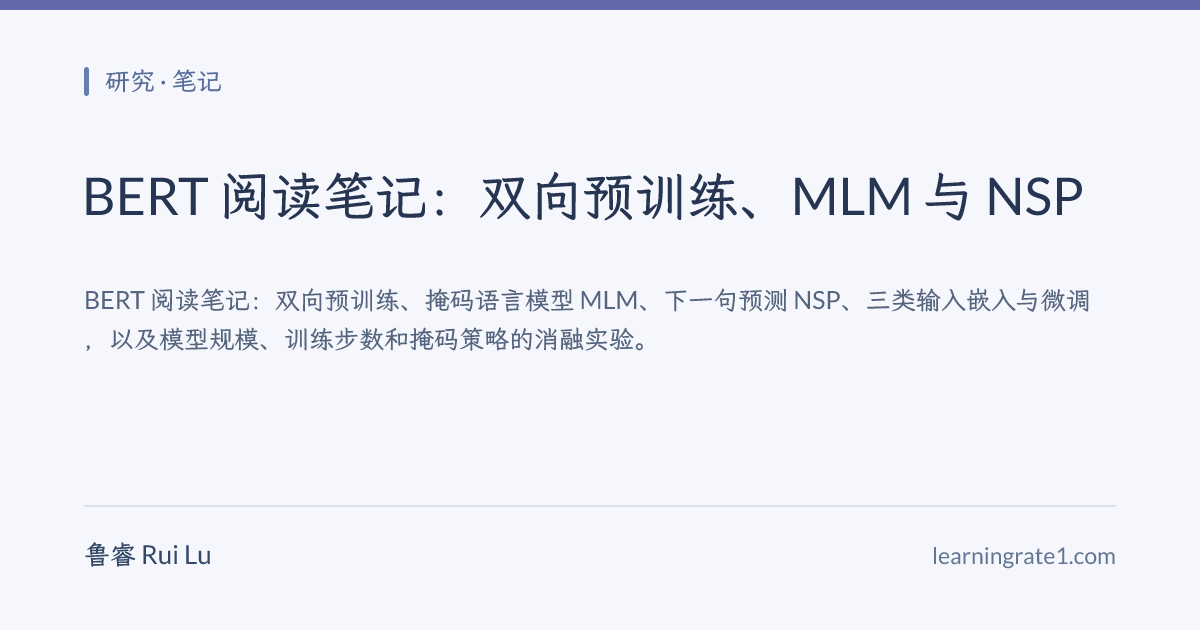 研究 · 笔记
BERT 阅读笔记：双向预训练、MLM 与 NSP
BERT 阅读笔记：双向预训练、掩码语言模型 MLM、下一句预测 NSP、三类输入嵌入与微调
，以及模型规模、训练步数和掩码策略的消融实验。
鲁睿 Rui Lu
learningrate1.com